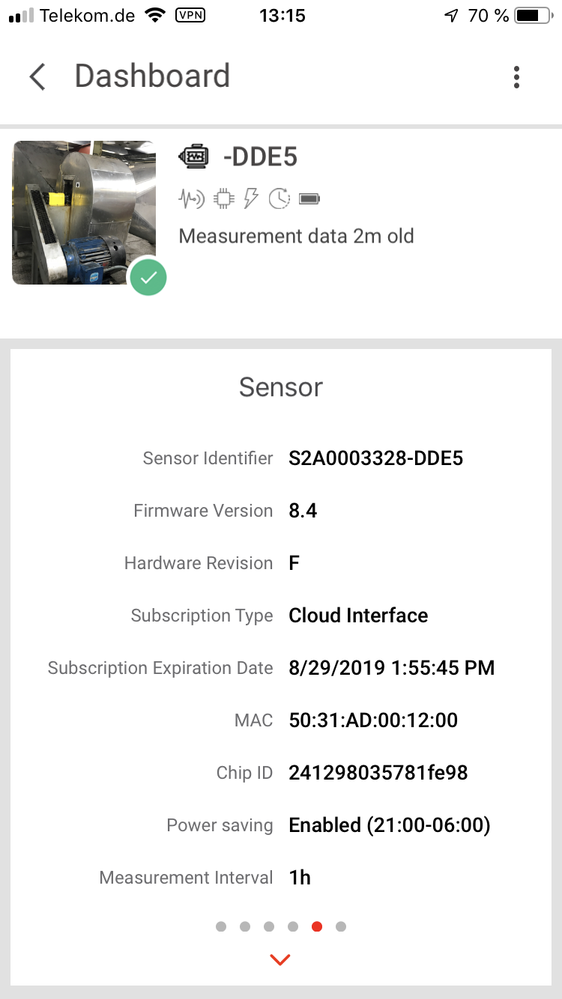 Telekom.de VPN 13:15 70 %
Dashboard
-DDE5
Measurement data 2m old
Sensor
Sensor Identifier S2A0003328-DDE5
Firmware Version 8.4
Hardware Revision F
Subscription Type Cloud Interface
Subscription Expiration Date 8/29/2019 1:55:45 PM
MAC 50:31:AD:00:12:00
Chip ID 241298035781fe98
Power saving Enabled (21:00-06:00)
Measurement Interval 1h